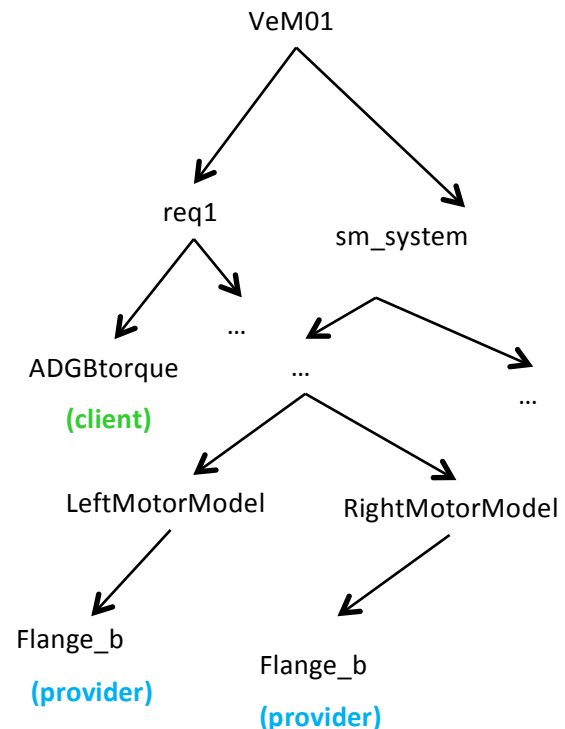 VeM01
req1
sm_system
...
ADGBtorque
...
...
(client)
LeftMotorModel
RightMotorModel
Flange_b
Flange_b
(provider)
(provider)